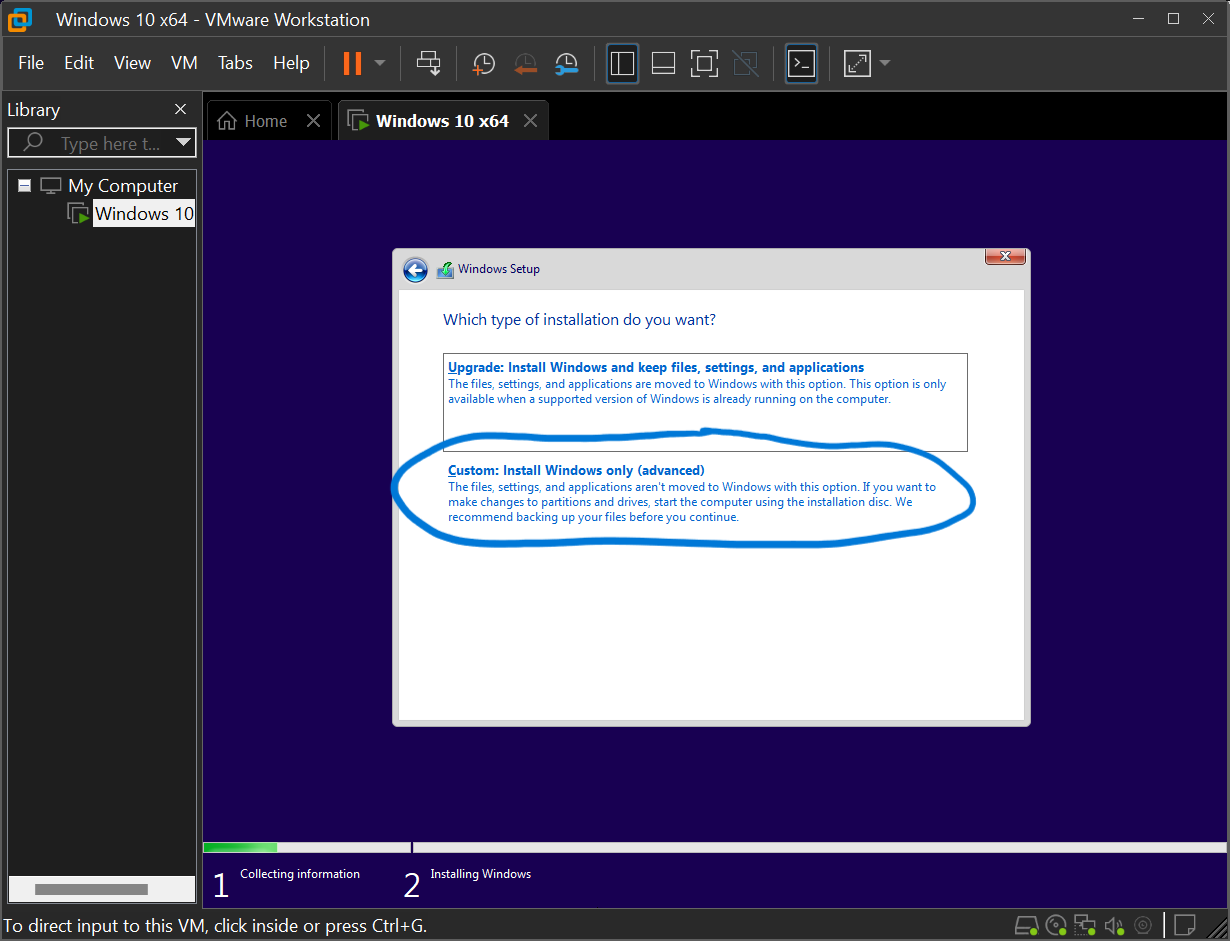 Windows 10 x64 - VMware Workstation
File Edit View VM Tabs Help
Library
Home
Windows 10 x64
Type here t...
My Computer
Windows 10
Windows Setup
Which type of installation do you want?
Upgrade: Install Windows and keep files, settings, and applications
The files, settings, and applications are moved to Windows with this option. This option is only
available when a supported version of Windows is already running on the computer.
Custom: Install Windows only (advanced)
The files, settings, and applications aren't moved to Windows with this option. If you want to
make changes to partitions and drives, start the computer using the installation disc. We
recommend backing up your files before you continue.
1 Collecting information
2 Installing Windows
To direct input to this VM, click inside or press Ctrl+G.